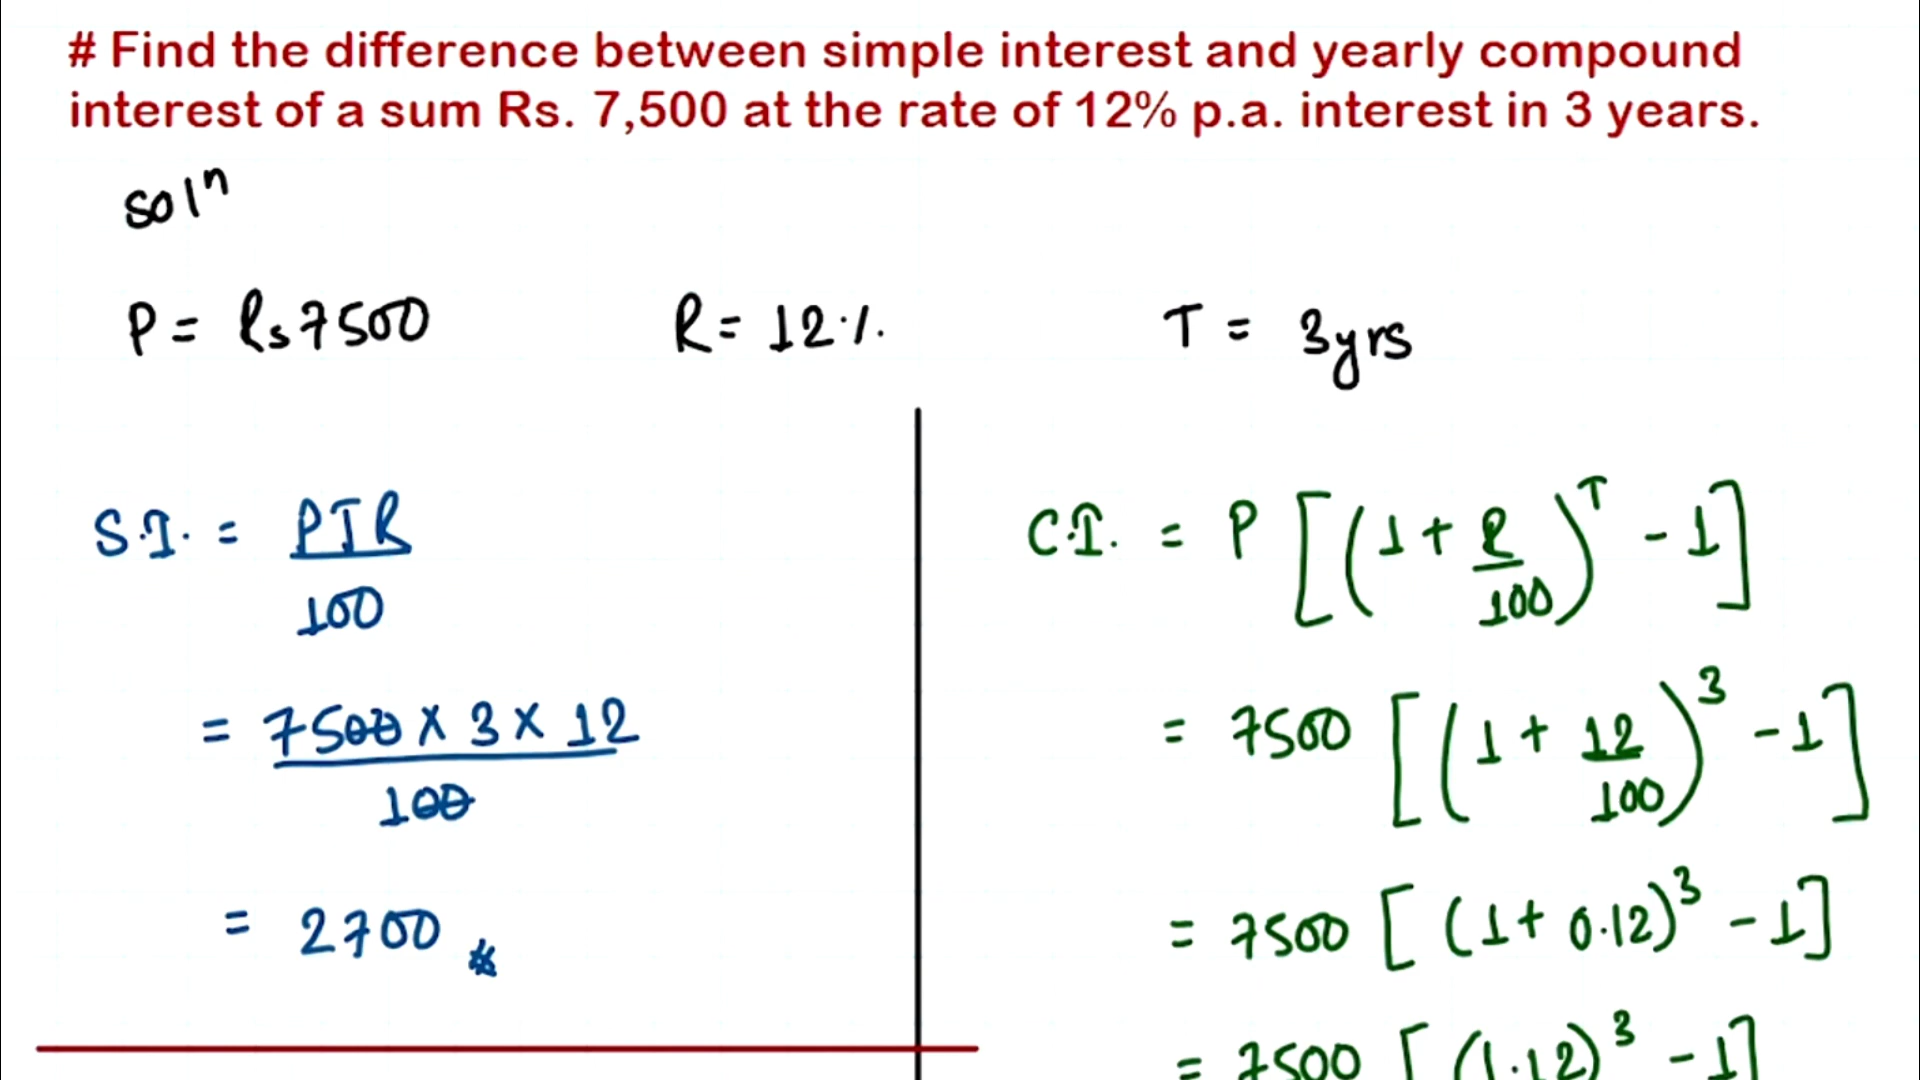 # Find the difference between simple interest and yearly compound
interest of a sum Rs. 7,500 at the rate of 12% p.a. interest in 3 years.
solⁿ
P = Rs 7500 R = 12% T = 3yrs
S.I. = PTR / 100
= 7500 × 3 × 12 / 100
= 2700
C.I. = P [(1 + R/100)^T - 1]
= 7500 [(1 + 12/100)^3 - 1]
= 7500 [(1 + 0.12)^3 - 1]
= 7500 [(1.12)^3 - 1]